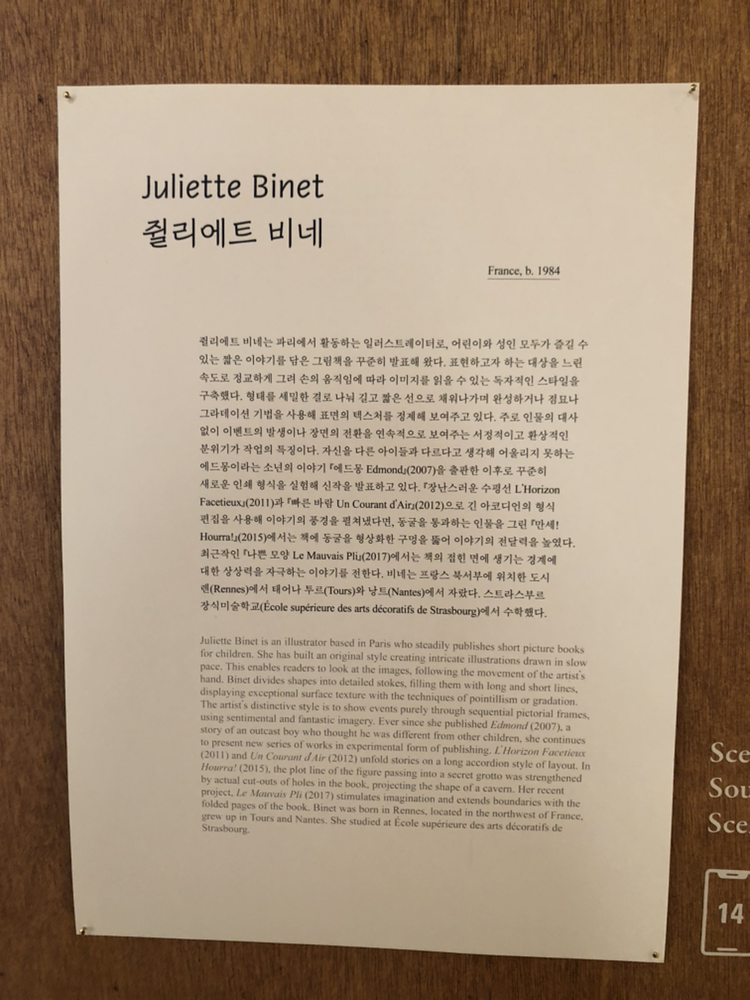 Juliette Binet
쥘리에트 비네
France, b. 1984
쥘리에트 비네는 파리에서 활동하는 일러스트레이터로, 어린이와 성인 모두가 즐길 수
있는 짧은 이야기를 담은 그림책을 꾸준히 발표해 왔다. 표현하고자 하는 대상을 느린
속도로 정교하게 그려 손의 움직임에 따라 이미지를 읽을 수 있는 독자적인 스타일을
구축했다. 형태를 세밀한 결로 나눠 길고 짧은 선으로 채워나가며 완성하거나 점묘나
그라데이션 기법을 사용해 표면의 텍스처를 정제해 보여주고 있다. 주로 인물의 대사
없이 이벤트의 발생이나 장면의 전환을 연속적으로 보여주는 서정적이고 환상적인
분위기가 작업의 특징이다. 자신을 다른 아이들과 다르다고 생각해 어울리지 못하는
에드몽이라는 소년의 이야기 『에드몽 Edmond』(2007)을 출판한 이후로 꾸준히
새로운 인쇄 형식을 실험해 신작을 발표하고 있다. 『장난스러운 수평선 L'Horizon
Facetieux』(2011)과 『빠른 바람 Un Courant d'Air』(2012)으로 긴 아코디언의 형식
편집을 사용해 이야기의 풍경을 펼쳐냈다면, 동굴을 통과하는 인물을 그린 『만세!
Hourra!』(2015)에서는 책에 동굴을 형상화한 구멍을 뚫어 이야기의 전달력을 높였다.
최근작인 『나쁜 모양 Le Mauvais Pli』(2017)에서는 책의 접힌 면에 생기는 경계에
대한 상상력을 자극하는 이야기를 전한다. 비네는 프랑스 북서부에 위치한 도시
렌(Rennes)에서 태어나 투르(Tours)와 낭트(Nantes)에서 자랐다. 스트라스부르
장식미술학교(École supérieure des arts décoratifs de Strasbourg)에서 수학했다.
Juliette Binet is an illustrator based in Paris who steadily publishes short picture books
for children. She has built an original style creating intricate illustrations drawn in slow
pace. This enables readers to look at the images, following the movement of the artist's
hand. Binet divides shapes into detailed stokes, filling them with long and short lines,
displaying exceptional surface texture with the techniques of pointillism or gradation.
The artist's distinctive style is to show events purely through sequential pictorial frames,
using sentimental and fantastic imagery. Ever since she published Edmond (2007), a
story of an outcast boy who thought he was different from other children, she continues
to present new series of works in experimental form of publishing. L'Horizon Facetieux
(2011) and Un Courant d'Air (2012) unfold stories on a long accordion style of layout. In
Hourra! (2015), the plot line of the figure passing into a secret grotto was strengthened
by actual cut-outs of holes in the book, projecting the shape of a cavern. Her recent
project, Le Mauvais Pli (2017) stimulates imagination and extends boundaries with the
folded pages of the book. Binet was born in Rennes, located in the northwest of France,
grew up in Tours and Nantes. She studied at École supérieure des arts décoratifs de
Strasbourg.
Sce
Sou
Sce
14